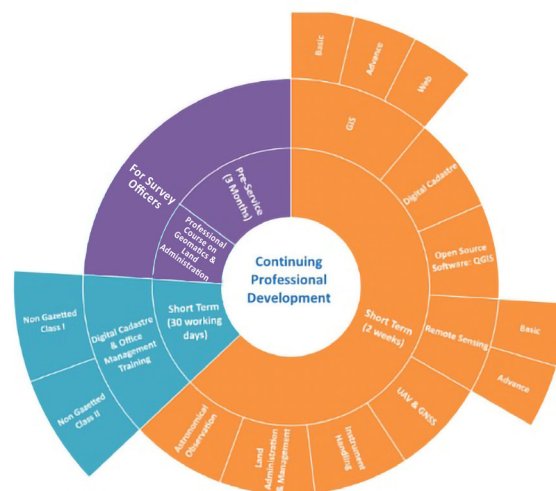 Continuing
Professional
Development
Short Term
(2 weeks)
GIS
Basic
Advance
Web
Digital Cadastre
Open Source
Software: QGIS
Remote Sensing
Basic
Advance
UAV & GNSS
Instrument
Handling
Land
Administration
& Management
Astronomical
Observation
Short Term
(30 working
days)
Digital Cadastre
& Office
Management
Training
Non Gazetted
Class II
Non Gazetted
Class I
Professional
Course on
Geomatics &
Land
Administration
Pre-Service
(3 Months)
For Survey
Officers